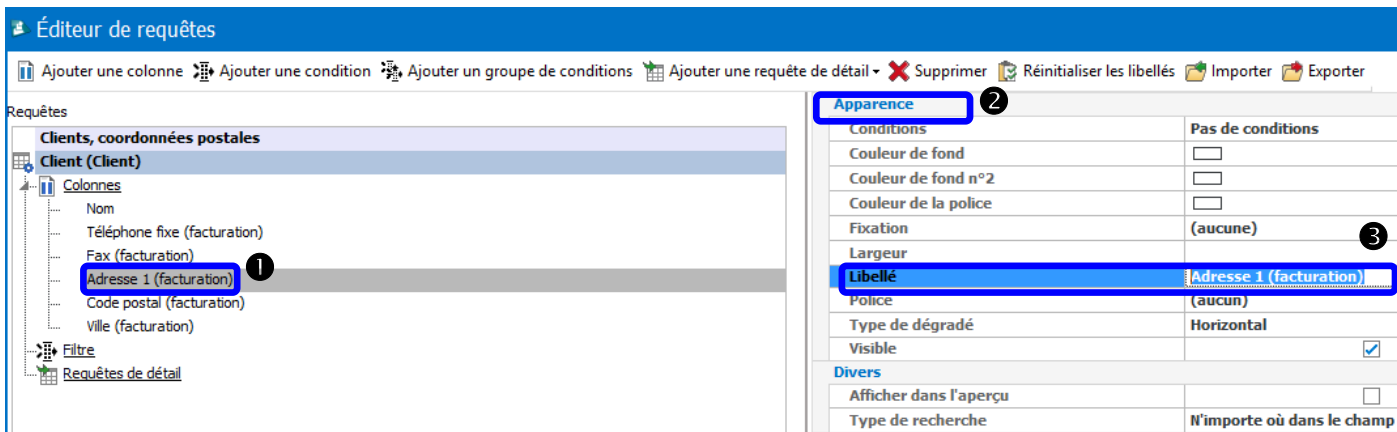 Éditeur de requêtes
Ajouter une colonne Ajouter une condition Ajouter un groupe de conditions Ajouter une requête de détail Supprimer Réinitialiser les libellés Importer Exporter
Requêtes
Clients, coordonnées postales
Client (Client)
Colonnes
Nom
Téléphone fixe (facturation)
Fax (facturation)
Adresse 1 (facturation) ❶
Code postal (facturation)
Ville (facturation)
Filtre
Requêtes de détail
Apparence ❷
Conditions Pas de conditions
Couleur de fond
Couleur de fond n°2
Couleur de la police
Fixation (aucune) ❸
Largeur
Libellé Adresse 1 (facturation)
Police (aucun)
Type de dégradé Horizontal
Visible
Divers
Afficher dans l'aperçu
Type de recherche N'importe où dans le champ